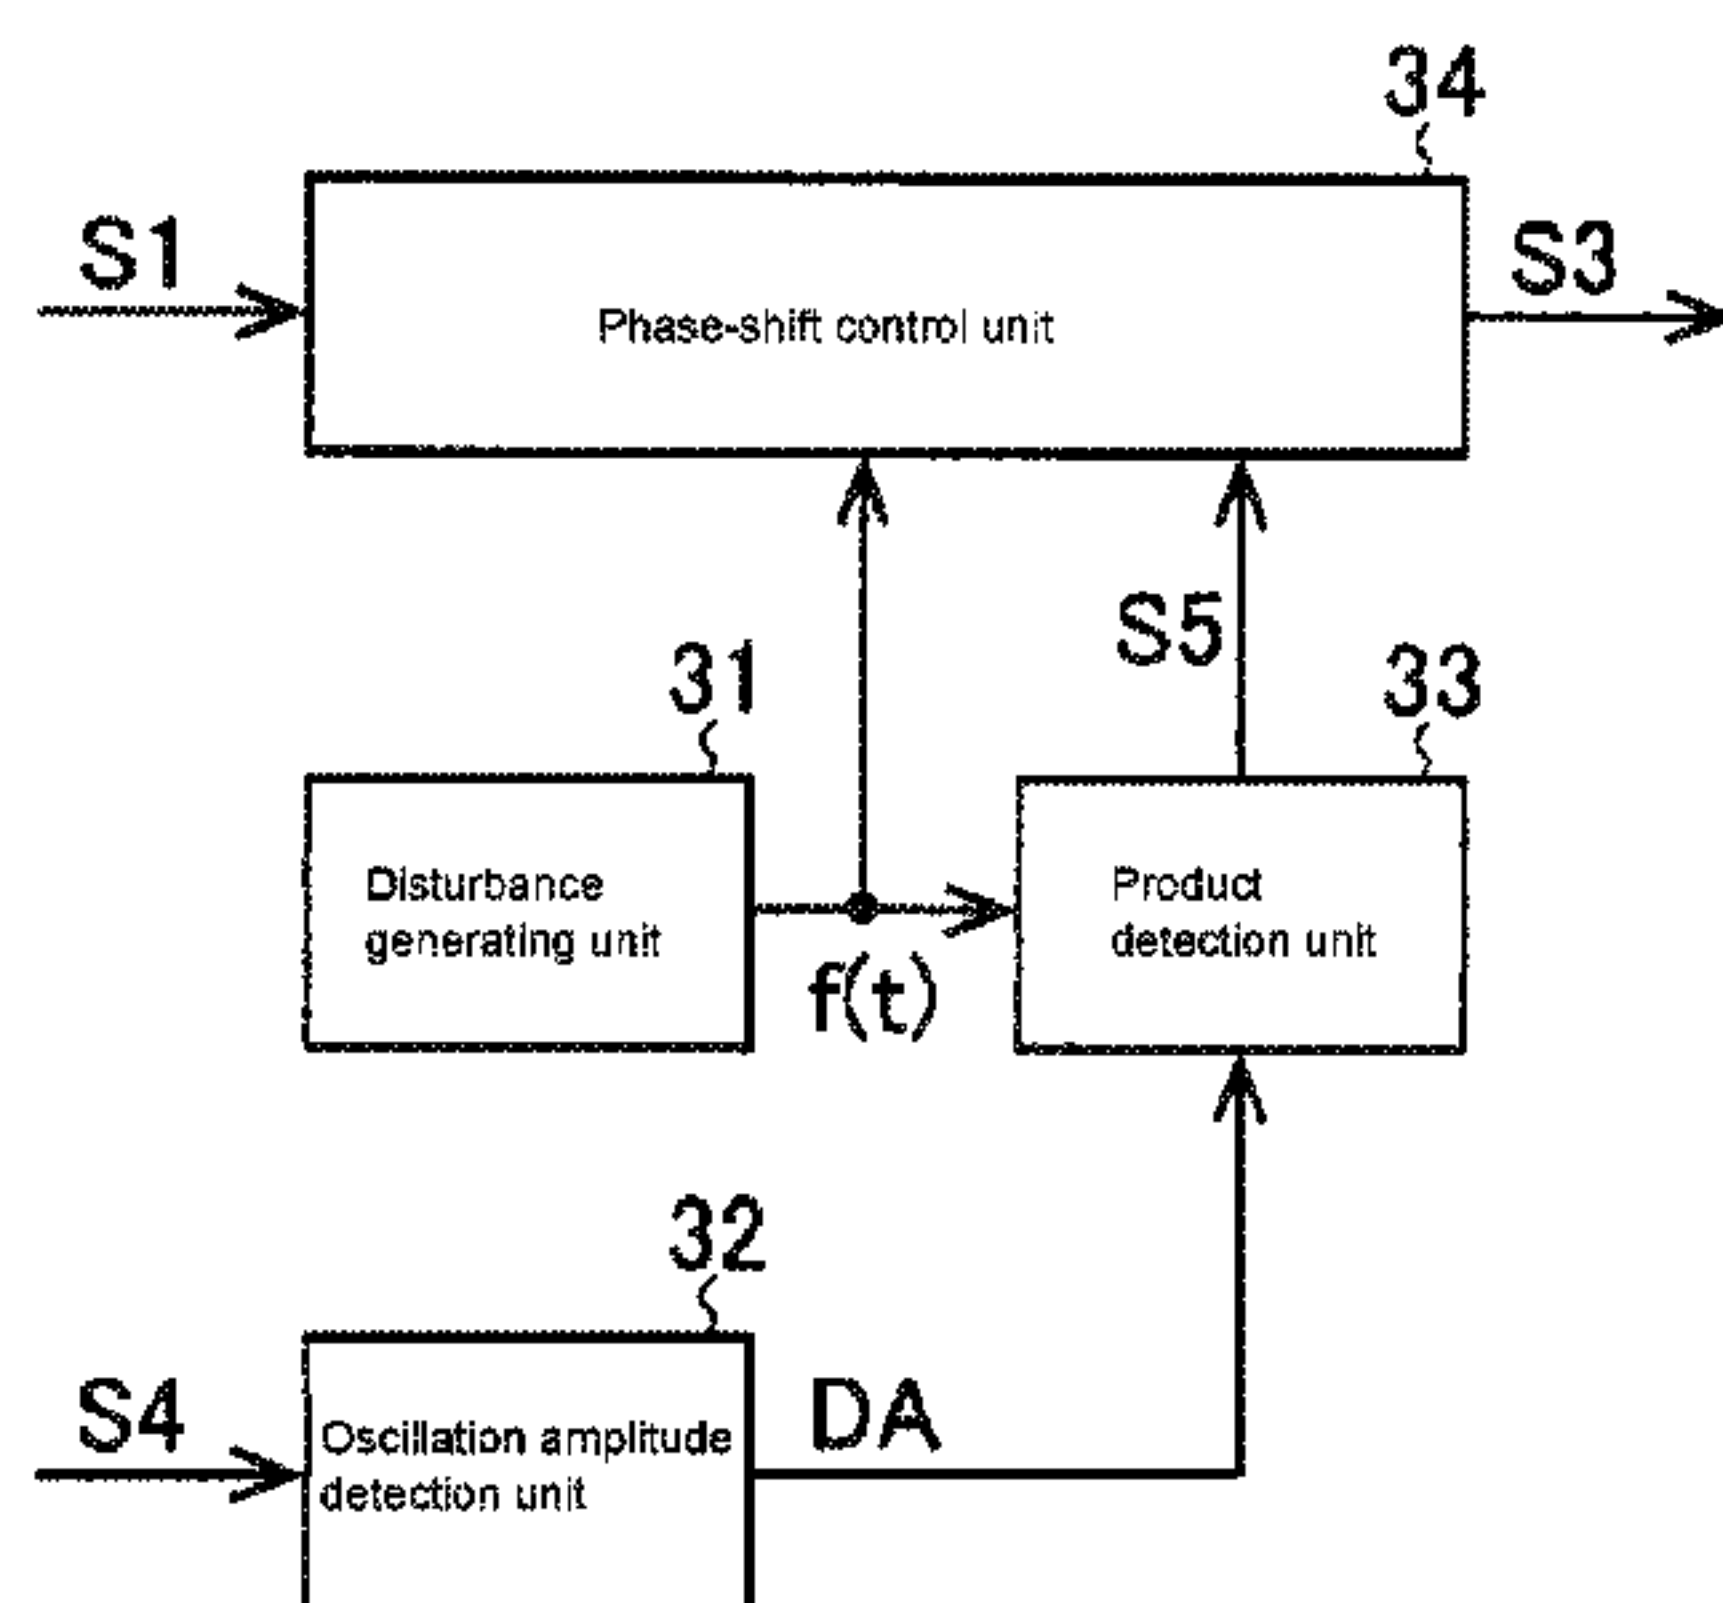 34
S1
S3
Phase-shift control unit
S5
31
33
Disturbance
generating unit
Product
detection unit
f(t)
32
S4
DA
Oscillation amplitude
detection unit